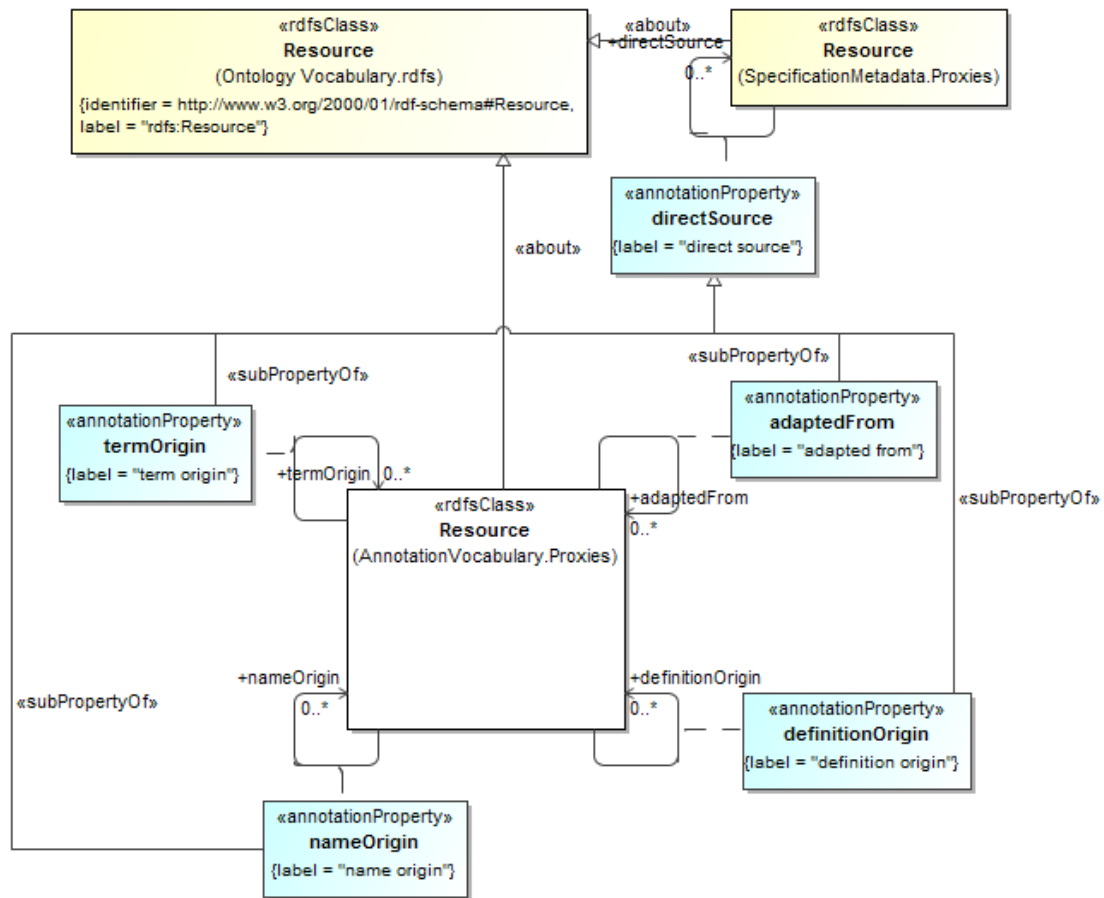 «rdfsClass»
Resource
(Ontology Vocabulary.rdfs)
{identifier = http://www.w3.org/2000/01/rdf-schema#Resource,
label = "rdfs:Resource"}
«about»
+directSource
0..*
«rdfsClass»
Resource
(SpecificationMetadata.Proxies)
«annotationProperty»
directSource
{label = "direct source"}
«about»
«subPropertyOf»
«subPropertyOf»
«annotationProperty»
termOrigin
{label = "term origin"}
+termOrigin
0..*
«annotationProperty»
adaptedFrom
{label = "adapted from"}
+adaptedFrom
0..*
«subPropertyOf»
«rdfsClass»
Resource
(AnnotationVocabulary.Proxies)
+nameOrigin
0..*
+definitionOrigin
0..*
«subPropertyOf»
«annotationProperty»
definitionOrigin
{label = "definition origin"}
«annotationProperty»
nameOrigin
{label = "name origin"}